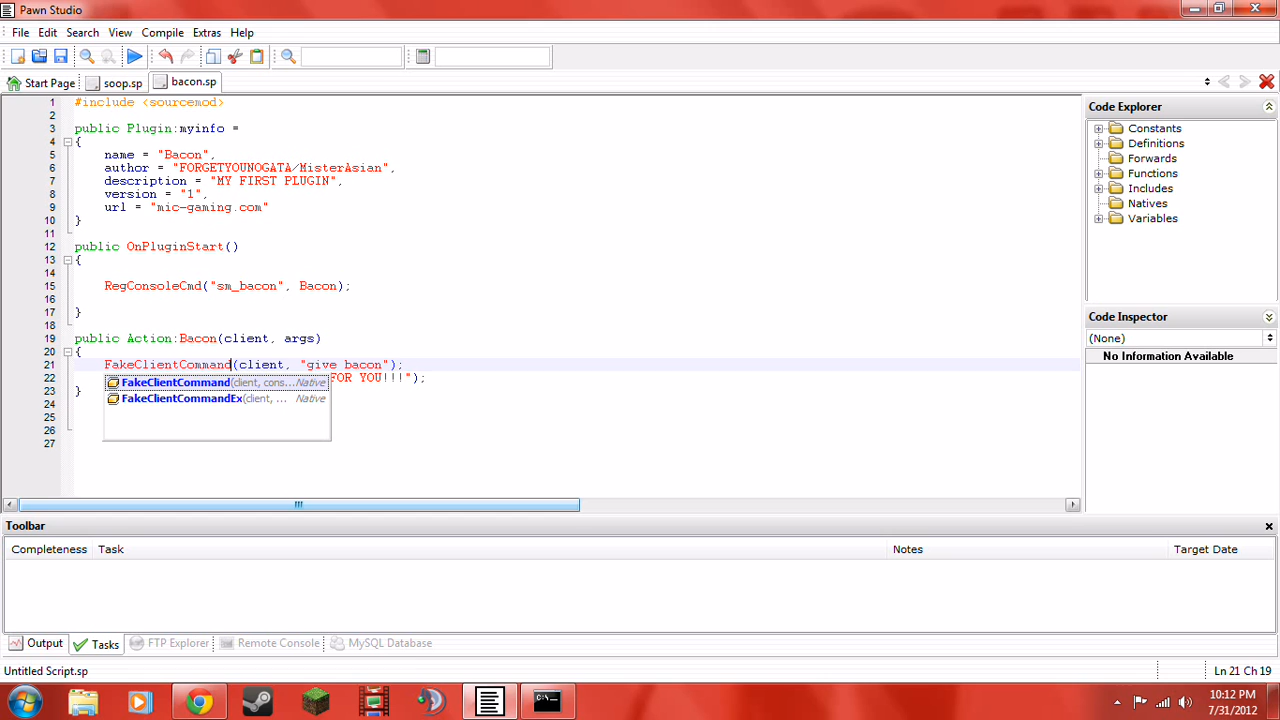 Pawn Studio
File Edit Search View Compile Extras Help
Start Page soop.sp bacon.sp
1 #include <sourcemod>
2
3 public Plugin:myinfo =
4 {
5 name = "Bacon",
6 author = "FORGETYOUNOGATA/MisterAsian",
7 description = "MY FIRST PLUGIN",
8 version = "1",
9 url = "mic-gaming.com"
10 }
11
12 public OnPluginStart()
13 {
14
15 RegConsoleCmd("sm_bacon", Bacon);
16
17 }
18
19 public Action:Bacon(client, args)
20 {
21 FakeClientCommand(client, "give bacon");
22 FOR YOU!!!");
23 }
24
25
26
27
FakeClientCommand(client, cons... Native
FakeClientCommandEx(client, ... Native
Code Explorer
Constants
Definitions
Forwards
Functions
Includes
Natives
Variables
Code Inspector
(None)
No Information Available
Toolbar
Completeness Task Notes Target Date
Output Tasks FTP Explorer Remote Console MySQL Database
Untitled Script.sp Ln 21 Ch 19
C:\.
10:12 PM
7/31/2012